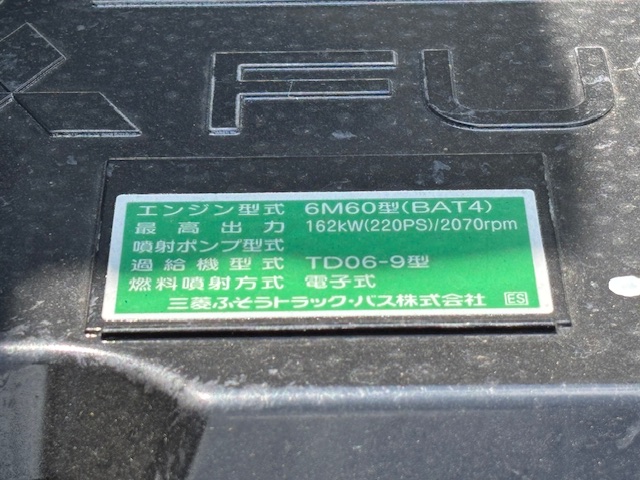 FU
エンジン型式 6M60型(BAT4)
最高出力 162kW(220PS)/2070rpm
噴射ポンプ型式
過給機型式 TD06-9型
燃料噴射方式 電子式
三菱ふそうトラック・バス株式会社 ES